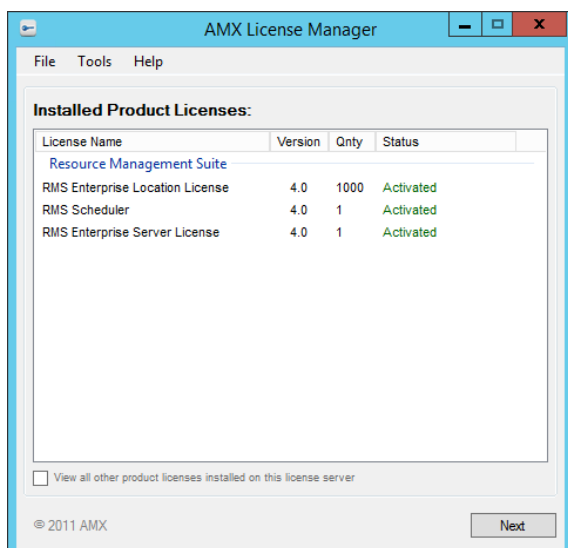 AMX License Manager
File Tools Help
Installed Product Licenses:
License Name Version Qnty Status
Resource Management Suite
RMS Enterprise Location License 4.0 1000 Activated
RMS Scheduler 4.0 1 Activated
RMS Enterprise Server License 4.0 1 Activated
View all other product licenses installed on this license server
© 2011 AMX Next